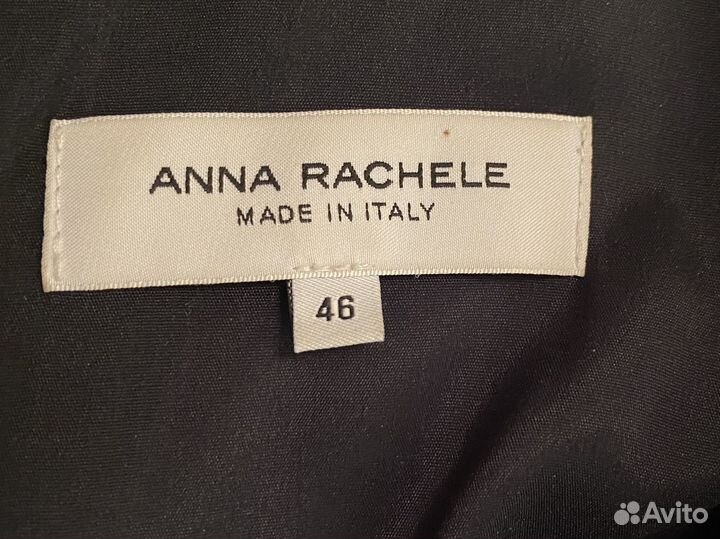 ANNA RACHELE
MADE IN ITALY
46
Avito